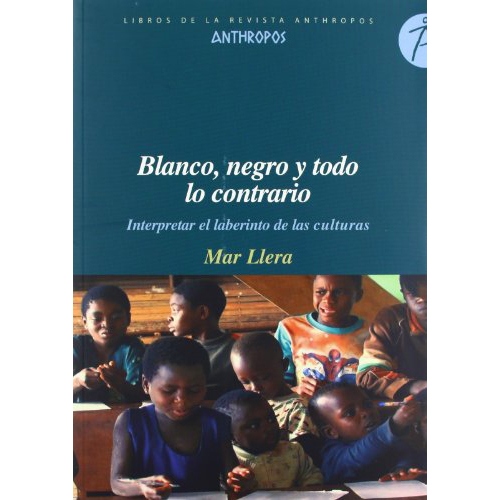 LIBROS DE LA REVISTA ANTHROPOS
ANTHROPOS
Blanco, negro y todo
lo contrario
Interpretar el laberinto de las culturas
Mar Llera